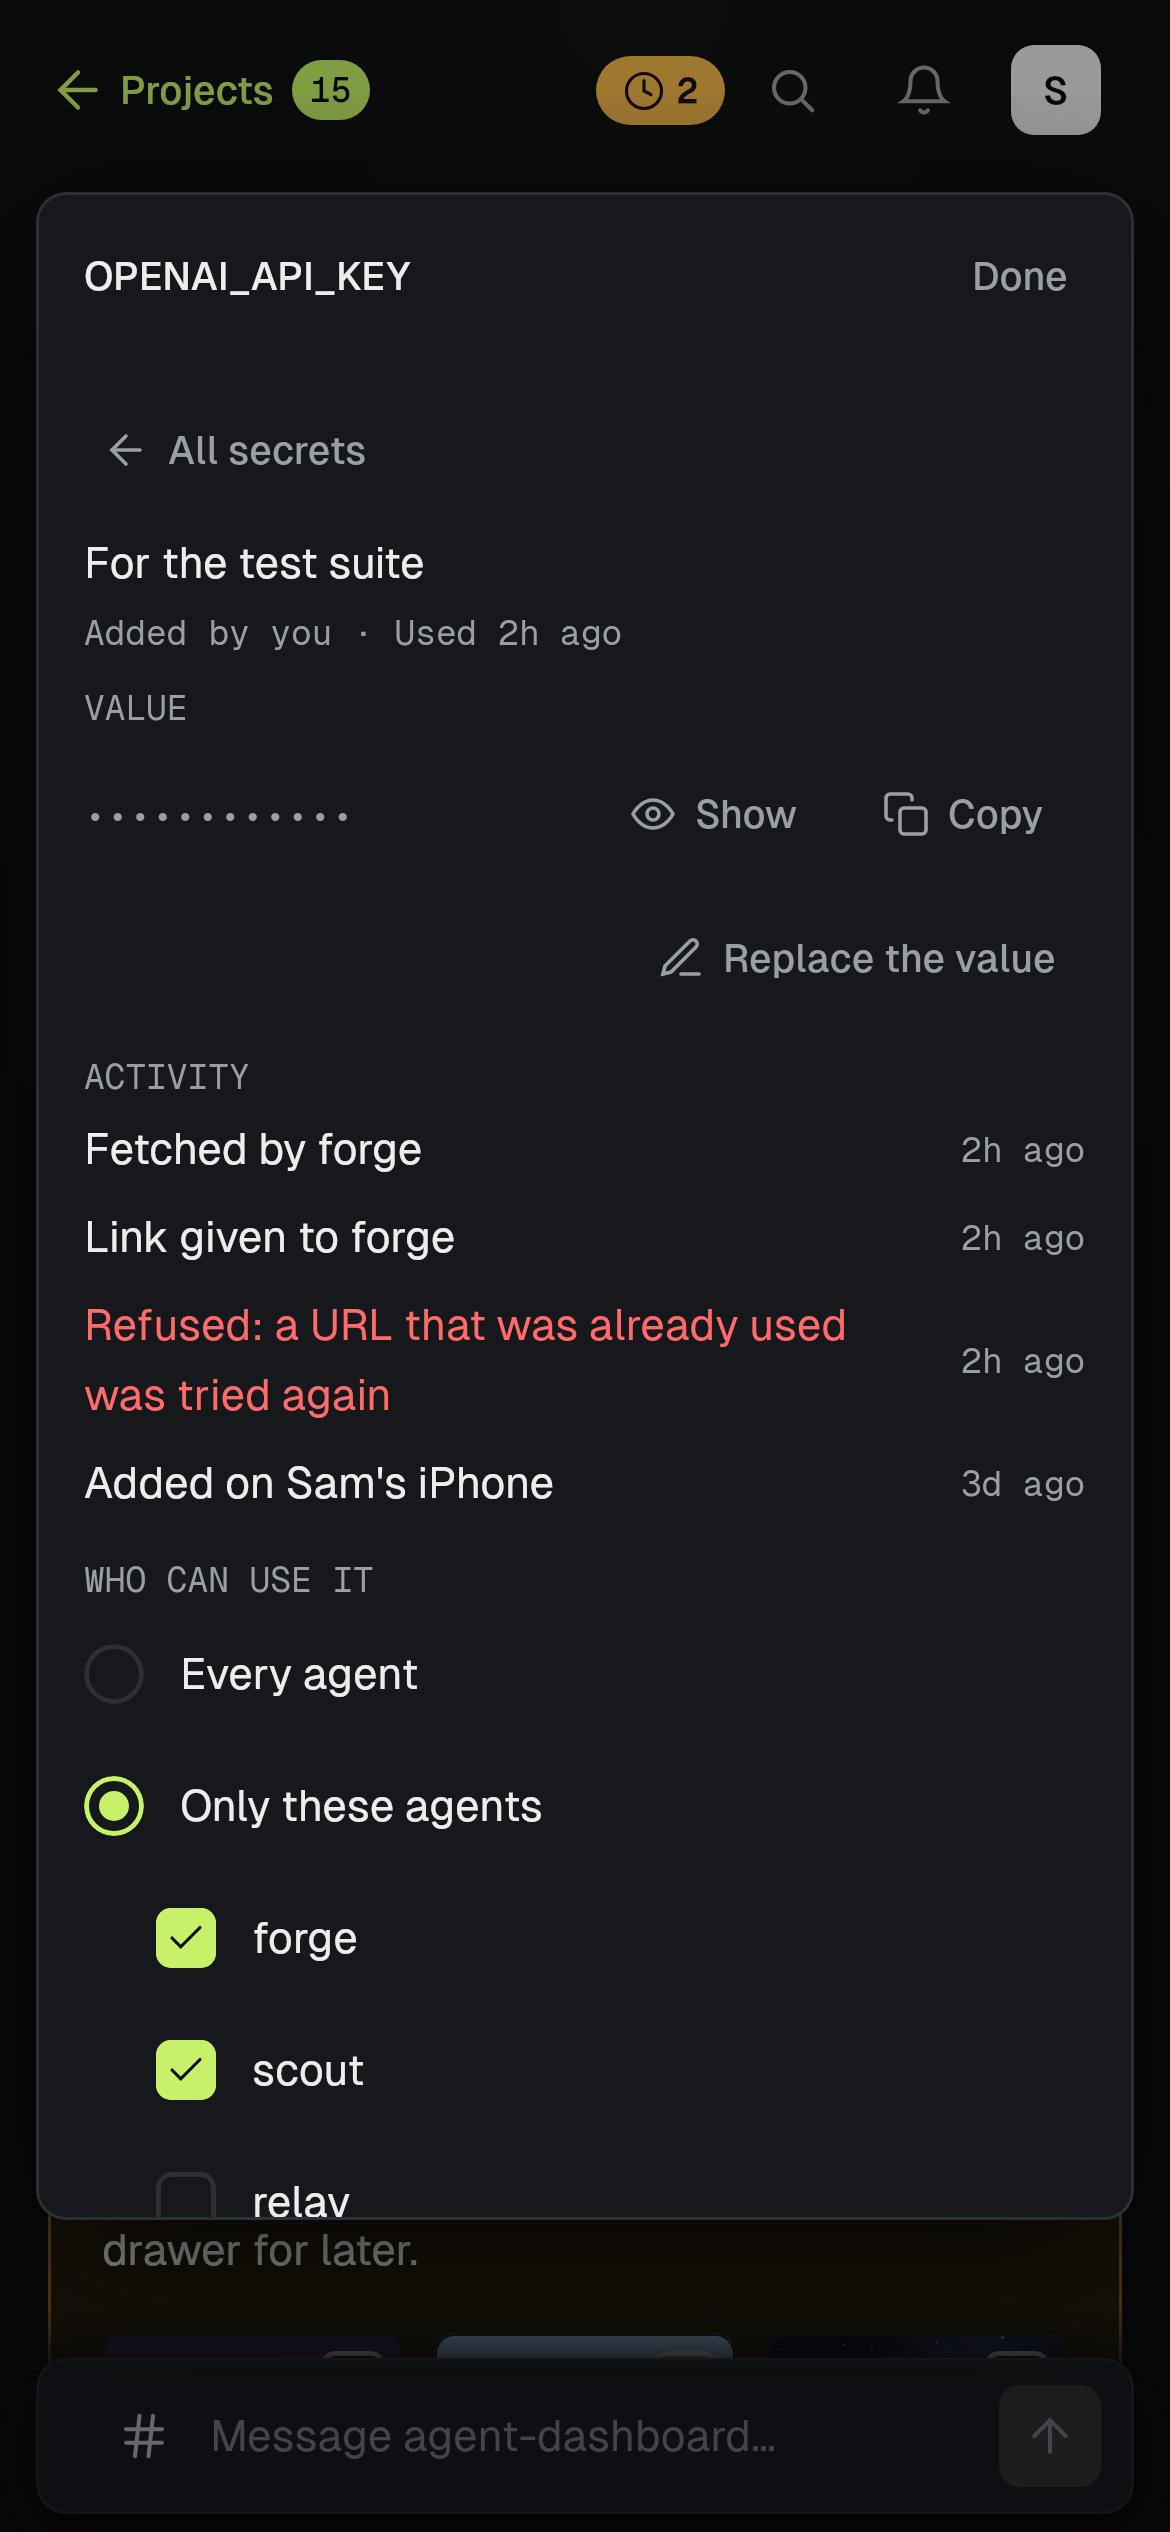 Projects 15
2
S
OPENAI_API_KEY
Done
All secrets
For the test suite
Added by you · Used 2h ago
VALUE
••••••••••••
Show
Copy
Replace the value
ACTIVITY
Fetched by forge
2h ago
Link given to forge
2h ago
Refused: a URL that was already used
was tried again
2h ago
Added on Sam's iPhone
3d ago
WHO CAN USE IT
Every agent
Only these agents
forge
scout
relay
drawer for later.
Message agent-dashboard…